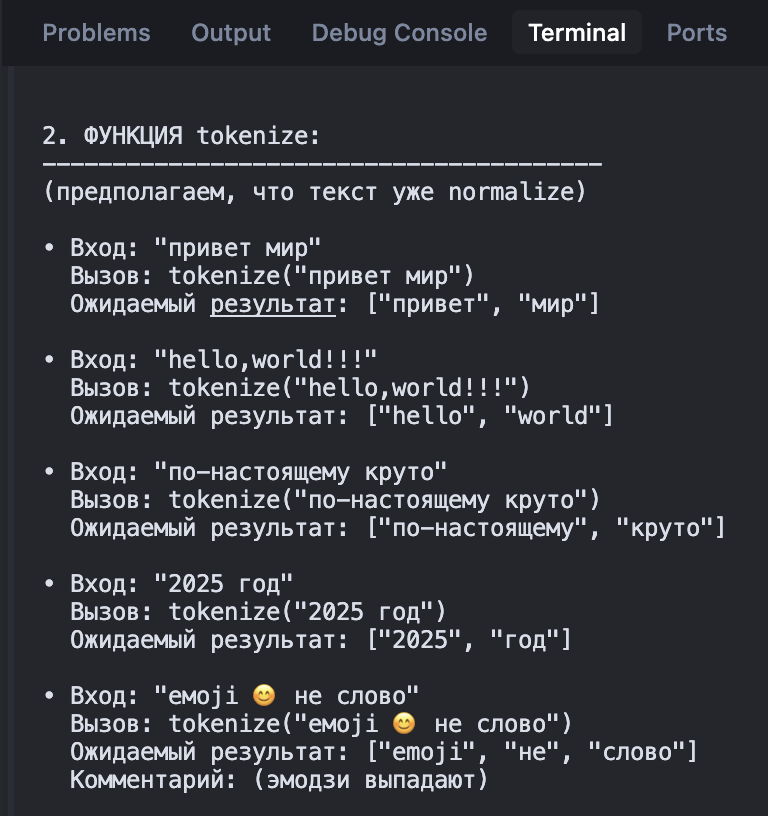 Problems Output Debug Console Terminal Ports
2. ФУНКЦИЯ tokenize:
----------------------------------------
(предполагаем, что текст уже normalize)
• Вход: "привет мир"
Вызов: tokenize("привет мир")
Ожидаемый результат: ["привет", "мир"]
• Вход: "hello,world!!!"
Вызов: tokenize("hello,world!!!")
Ожидаемый результат: ["hello", "world"]
• Вход: "по-настоящему круто"
Вызов: tokenize("по-настоящему круто")
Ожидаемый результат: ["по-настоящему", "круто"]
• Вход: "2025 год"
Вызов: tokenize("2025 год")
Ожидаемый результат: ["2025", "год"]
• Вход: "emoji 😊 не слово"
Вызов: tokenize("emoji 😊 не слово")
Ожидаемый результат: ["emoji", "не", "слово"]
Комментарий: (эмодзи выпадают)